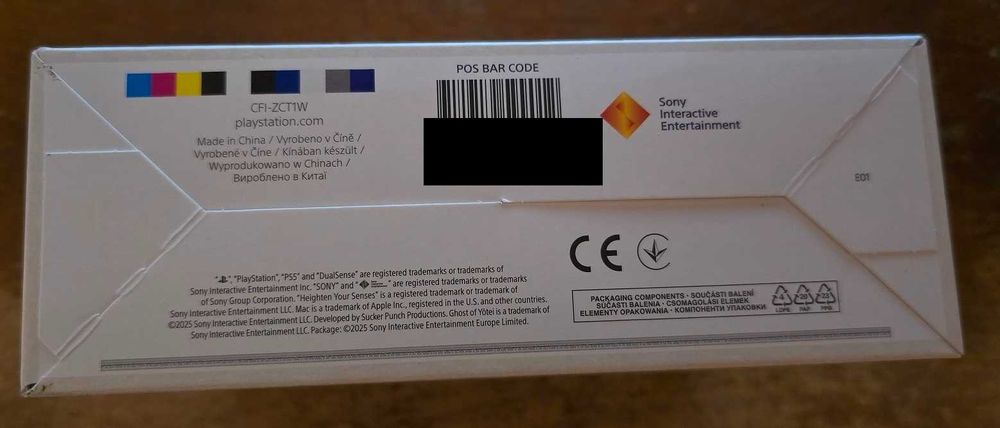 POS BAR CODE
CFI-ZCT1W
playstation.com
Made in China / Vyrobeno v Číně /
Vyrobené v Číne / Kínában készült /
Wyprodukowano w Chinach /
Вироблено в Китаї
Sony
Interactive
Entertainment
E01
" ", "PlayStation", "PS5" and "DualSense" are registered trademarks or trademarks of
Sony Interactive Entertainment Inc. "SONY" and " " are registered trademarks or trademarks
of Sony Group Corporation. "Heighten Your Senses" is a registered trademark or trademark of
Sony Interactive Entertainment LLC. Mac is a trademark of Apple Inc., registered in the U.S. and other countries.
©2025 Sony Interactive Entertainment LLC. Developed by Sucker Punch Productions. Ghost of Yōtei is a trademark of
Sony Interactive Entertainment LLC. Package: ©2025 Sony Interactive Entertainment Europe Limited.
CE
PACKAGING COMPONENTS · SOUČÁSTI BALENÍ
SÚČASTI BALENIA · CSOMAGOLÁSI ELEMEK
ELEMENTY OPAKOWANIA · КОМПОНЕНТИ УПАКОВКИ
4 20 22
LDPE PAP PPB